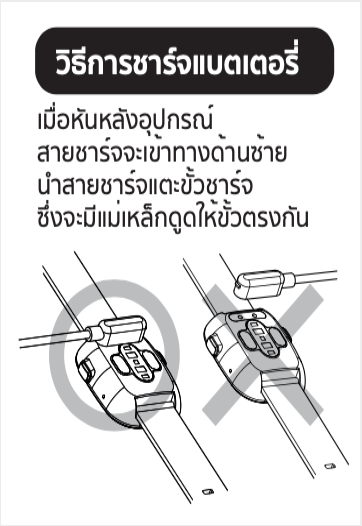 วิธีการชาร์จแบตเตอรี่
เมื่อหันหลังอุปกรณ์
สายชาร์จจะเข้าทางด้านซ้าย
นำสายชาร์จแตะขั้วชาร์จ
ซึ่งจะมีแม่เหล็กดูดให้ขั้วตรงกัน